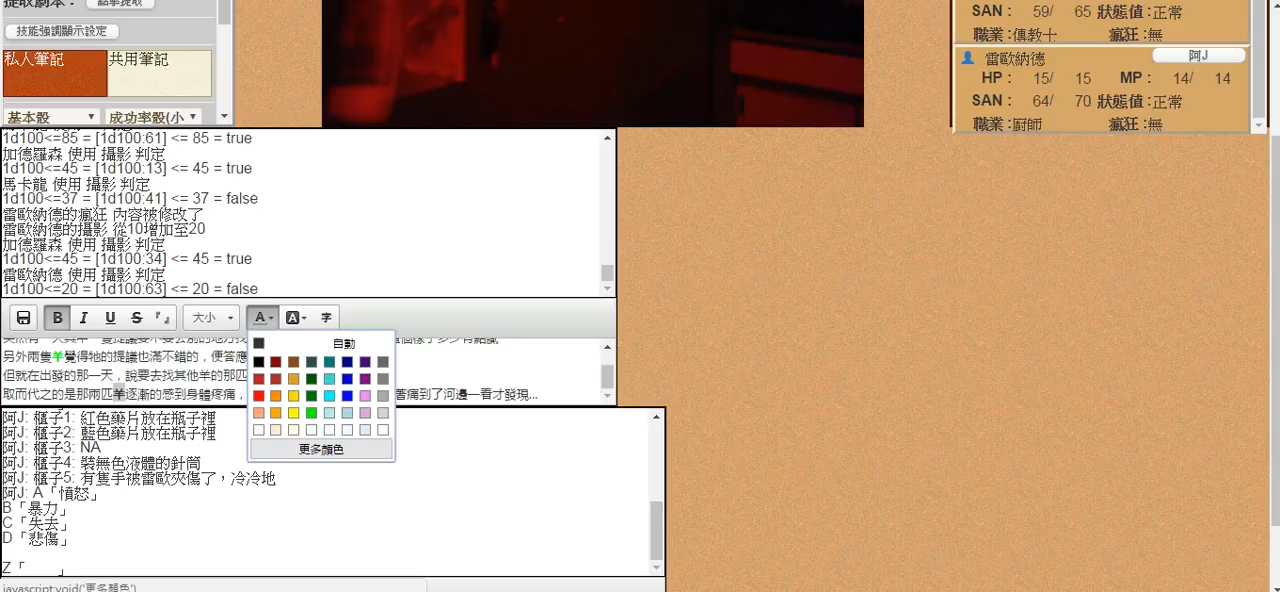 提取劇本： 點擊提取
技能強調顯示設定
私人筆記 共用筆記
基本骰 成功率骰(小
SAN： 59/ 65 狀態值:正常
職業:傳教士 瘋狂:無
雷歐納德 阿J
HP： 15/ 15 MP： 14/ 14
SAN： 64/ 70 狀態值:正常
職業:廚師 瘋狂:無
1d100<=85 = [1d100:61] <= 85 = true
加德羅森 使用 攝影 判定
1d100<=45 = [1d100:13] <= 45 = true
馬卡龍 使用 攝影 判定
1d100<=37 = [1d100:41] <= 37 = false
雷歐納德的瘋狂 內容被修改了
雷歐納德的攝影 從10增加至20
加德羅森 使用 攝影 判定
1d100<=45 = [1d100:34] <= 45 = true
雷歐納德 使用 攝影 判定
1d100<=20 = [1d100:63] <= 20 = false
B I U S 『』 大小 A A 字
自動
更多顏色
另外兩隻羊覺得牠的提議也滿不錯的，便答應
但就在出發的那一天，說要去找其他羊的那匹
取而代之的是那兩匹羊逐漸的感到身體疼痛， 著痛到了河邊一看才發現...
阿J: 櫃子1: 紅色藥片放在瓶子裡
阿J: 櫃子2: 藍色藥片放在瓶子裡
阿J: 櫃子3: NA
阿J: 櫃子4: 裝無色液體的針筒
阿J: 櫃子5: 有隻手被雷歐夾傷了，冷冷地
阿J: A「憤怒」
B「暴力」
C「失去」
D「悲傷」
Z「　　」
javascript:void('更多顏色')